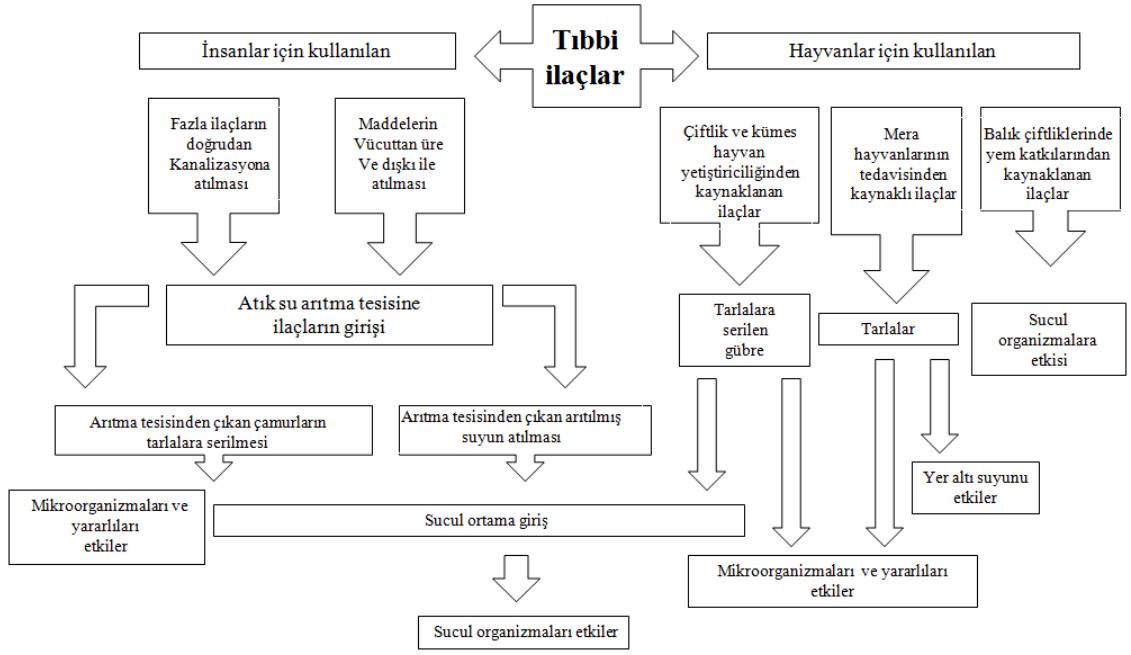 Tıbbi
ilaçlar
İnsanlar için kullanılan
Hayvanlar için kullanılan
Fazla ilaçların
doğrudan
Kanalizasyona
atılması
Maddelerin
Vücuttan üre
Ve dışkı ile
atılması
Çiftlik ve kümes
hayvan
yetiştiriciliğinden
kaynaklanan
ilaçlar
Mera
hayvanlarının
tedavisinden
kaynaklı ilaçlar
Balık çiftliklerinde
yem katkılarından
kaynaklanan
ilaçlar
Atık su arıtma tesisine
ilaçların girişi
Tarlalara
serilen
gübre
Tarlalar
Sucul
organizmalara
etkisi
Arıtma tesisinden çıkan çamurların
tarlalara serilmesi
Arıtma tesisinden çıkan arıtılmış
suyun atılması
Yer altı suyunu
etkiler
Mikroorganizmaları ve
yararlıları
etkiler
Sucul ortama giriş
Mikroorganizmaları ve yararlıları
etkiler
Sucul organizmaları etkiler